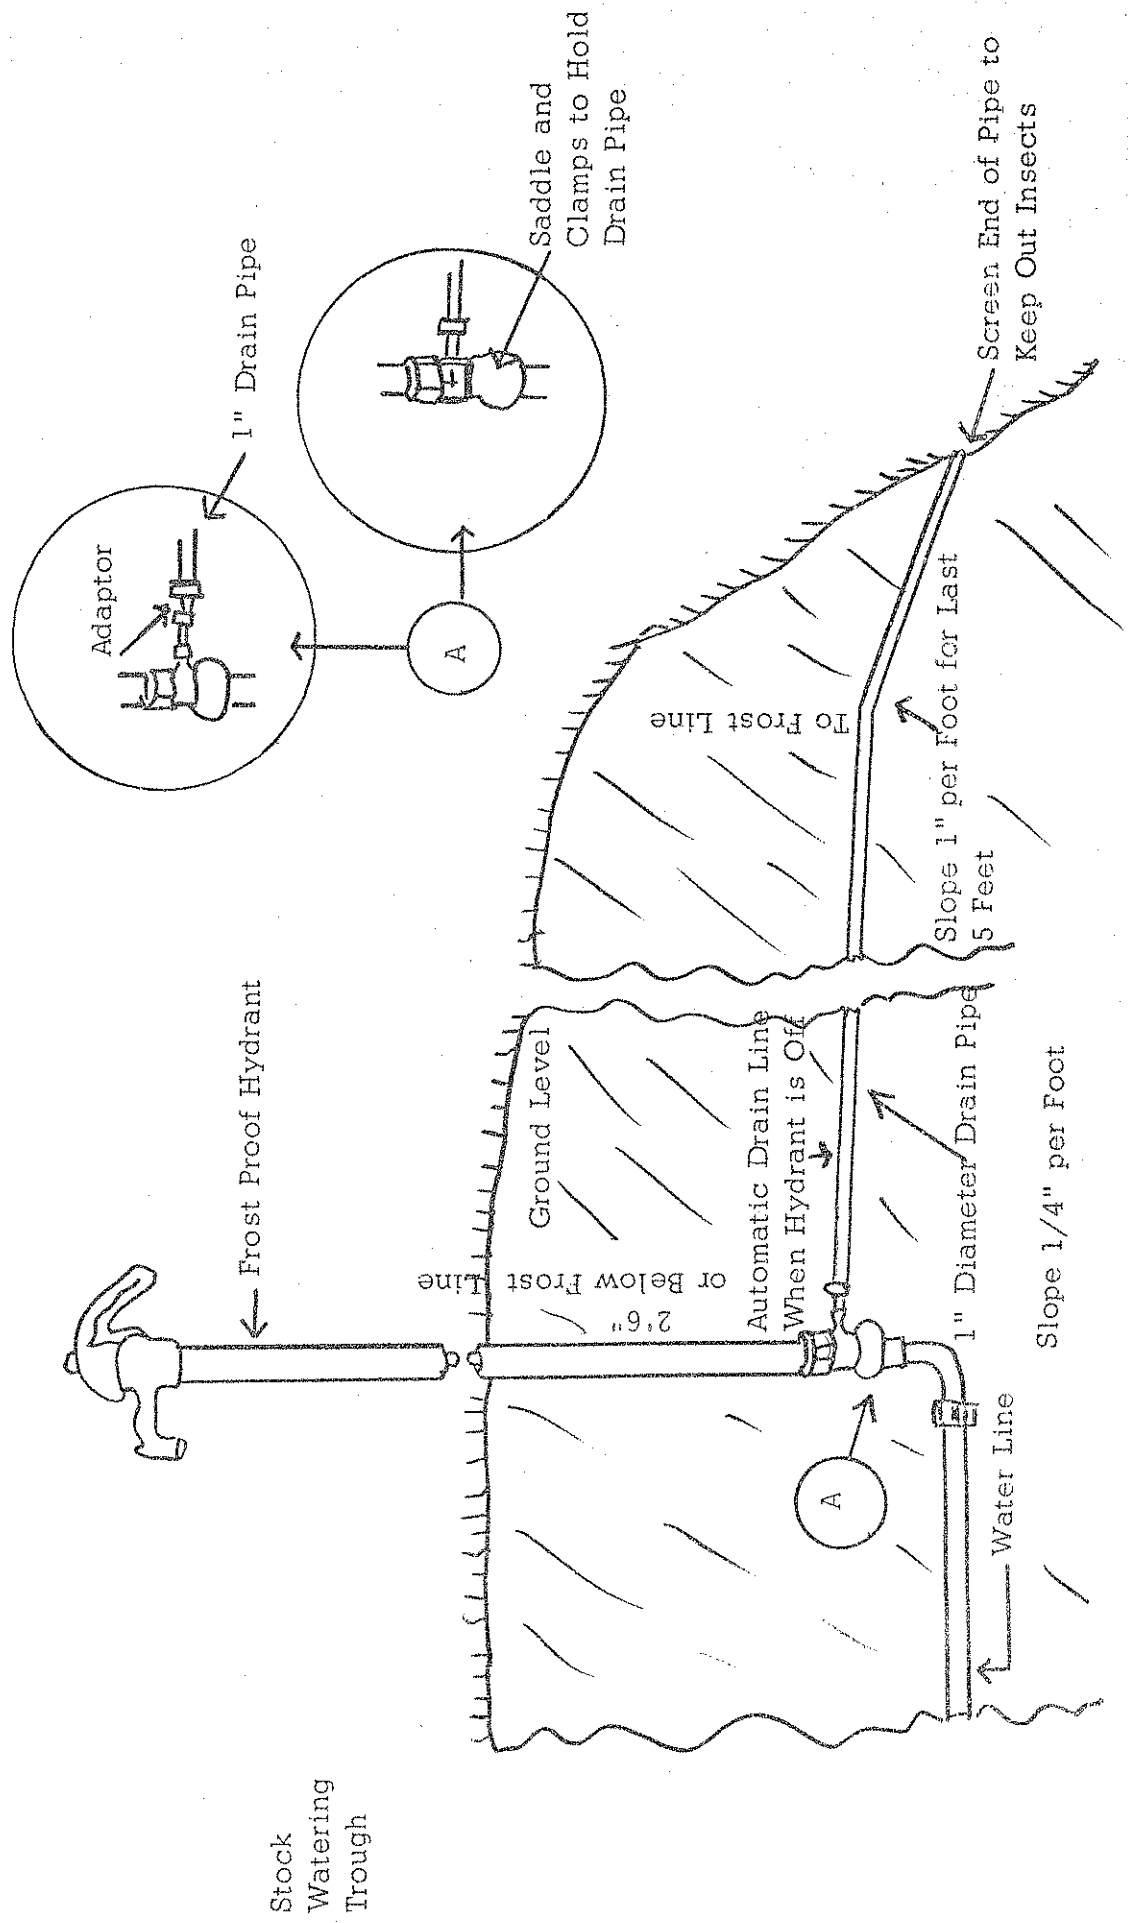 Stock
Watering
Trough
Frost Proof Hydrant
Adaptor
1" Drain Pipe
A
Saddle and
Clamps to Hold
Drain Pipe
Ground Level
2'6"
or Below Frost Line
Automatic Drain Line
When Hydrant is Off
To Frost Line
A
Water Line
1" Diameter Drain Pipe
Slope 1/4" per Foot
Slope 1" per Foot for Last
5 Feet
Screen End of Pipe to
Keep Out Insects